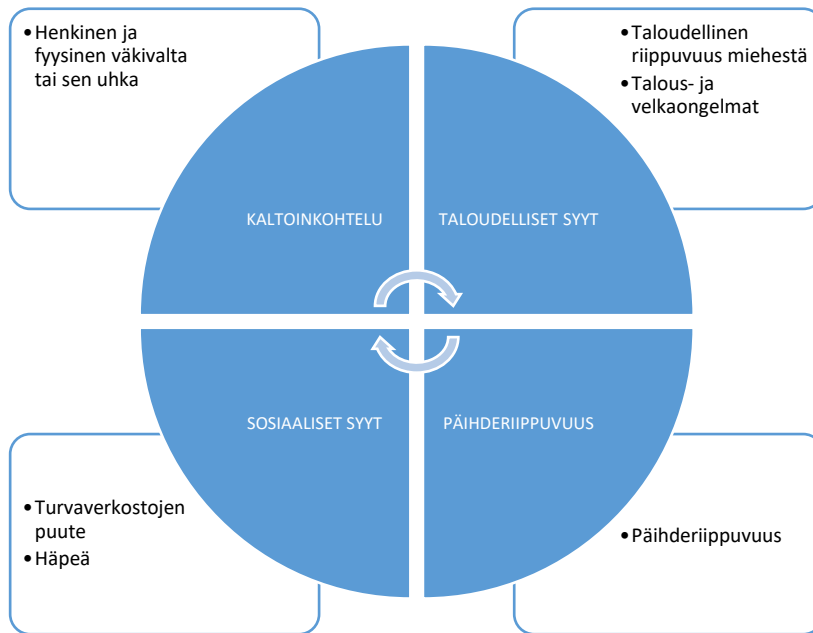 •Henkinen ja
fyysinen väkivalta
tai sen uhka
•Taloudellinen
riippuvuus miehestä
•Talous- ja
velkaongelmat
KALTOINKOHTELU
TALOUDELLISET SYYT
SOSIAALISET SYYT
PÄIHDERIIPPUVUUS
•Turvaverkostojen
puute
•Häpeä
•Päihderiippuvuus